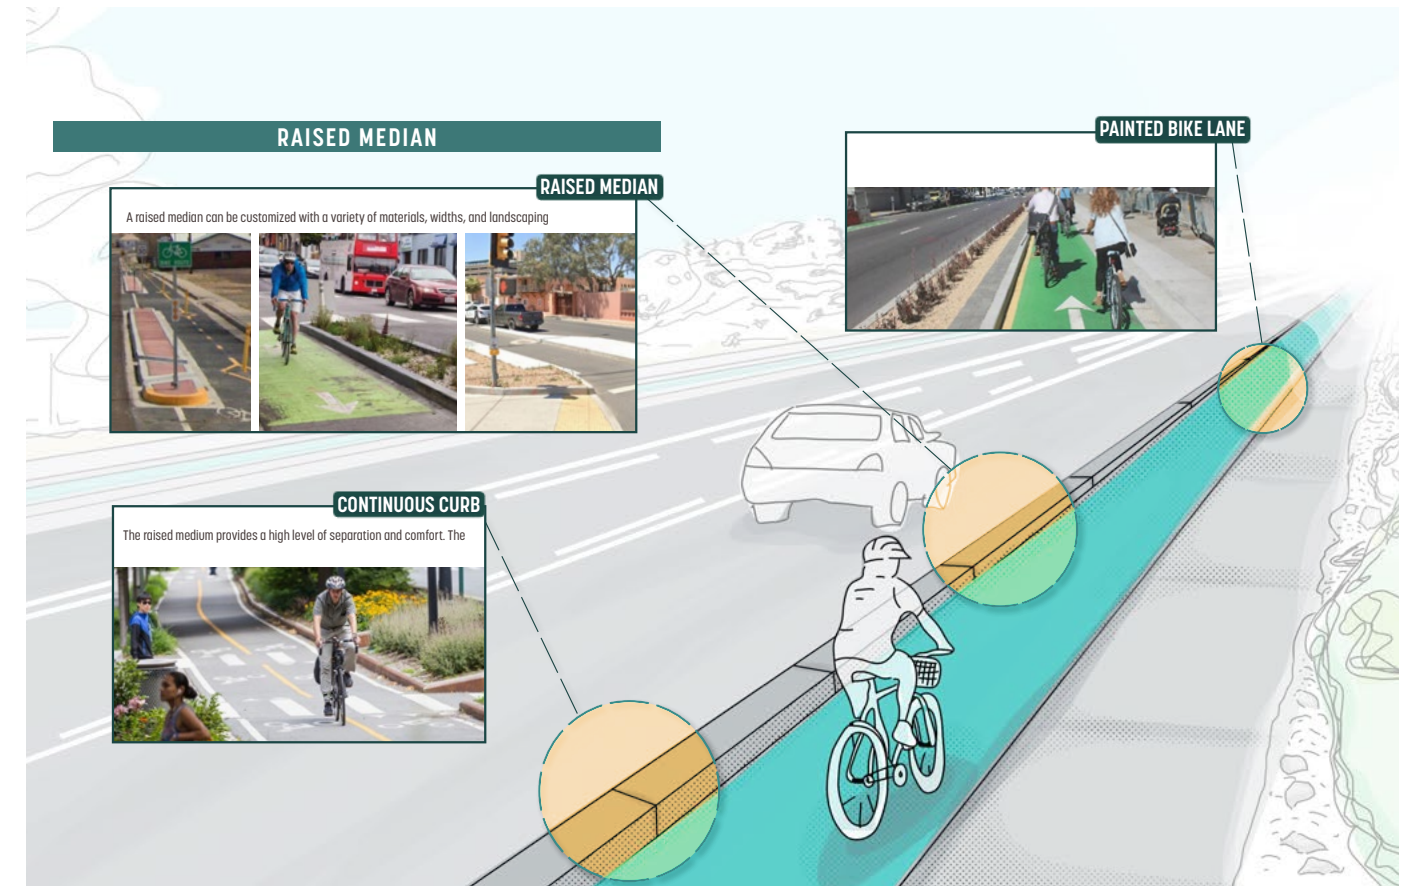 RAISED MEDIAN
RAISED MEDIAN
A raised median can be customized with a variety of materials, widths, and landscaping
PAINTED BIKE LANE
CONTINUOUS CURB
The raised medium provides a high level of separation and comfort. The